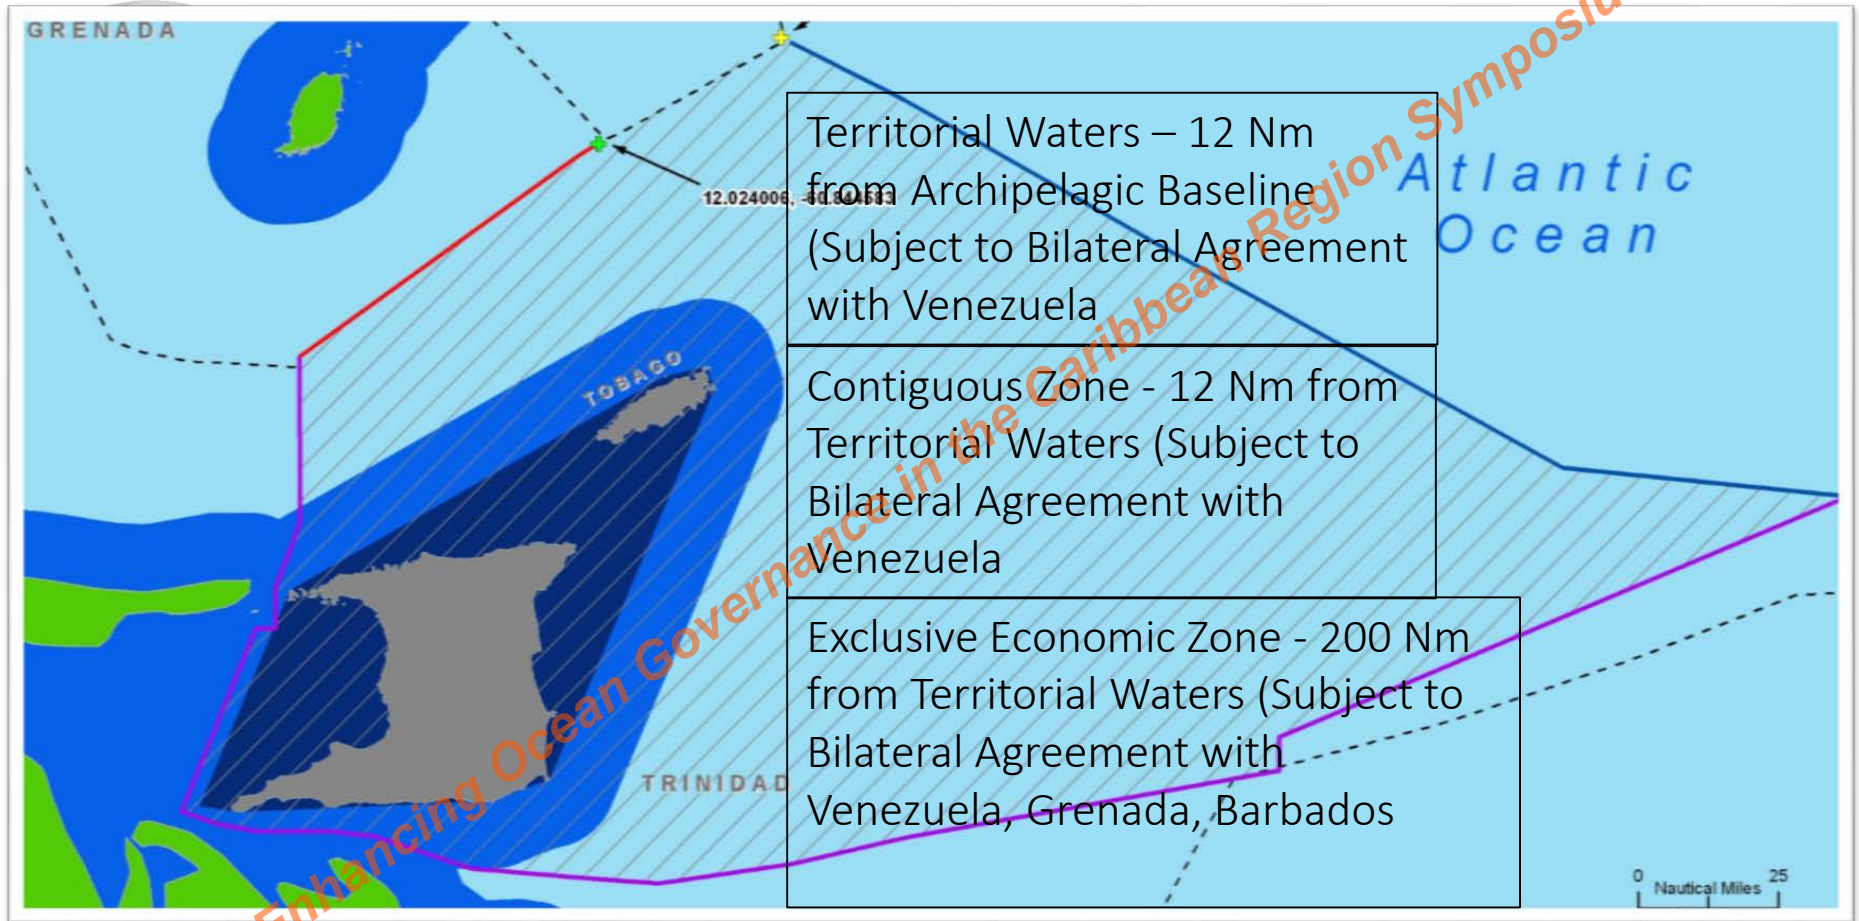 GRENADA
12.024006, -60.844583
Territorial Waters – 12 Nm
from Archipelagic Baseline
(Subject to Bilateral Agreement
with Venezuela
Atlantic
Ocean
TOBAGO
Contiguous Zone - 12 Nm from
Territorial Waters (Subject to
Bilateral Agreement with
Venezuela
Exclusive Economic Zone - 200 Nm
from Territorial Waters (Subject to
Bilateral Agreement with
Venezuela, Grenada, Barbados
TRINIDAD
0 25
Nautical Miles
Enhancing Ocean Governance in the Caribbean Region